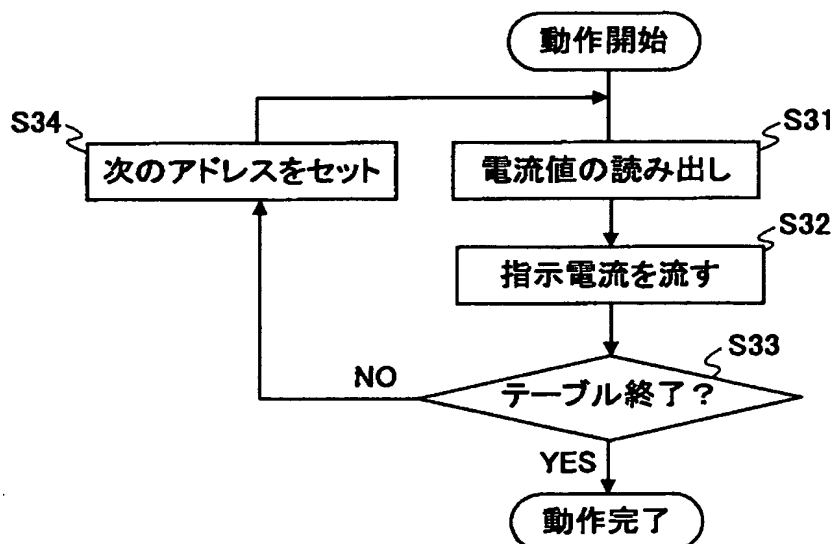 動作開始
S34
次のアドレスをセット
S31
電流値の読み出し
S32
指示電流を流す
S33
テーブル終了？
NO
YES
動作完了